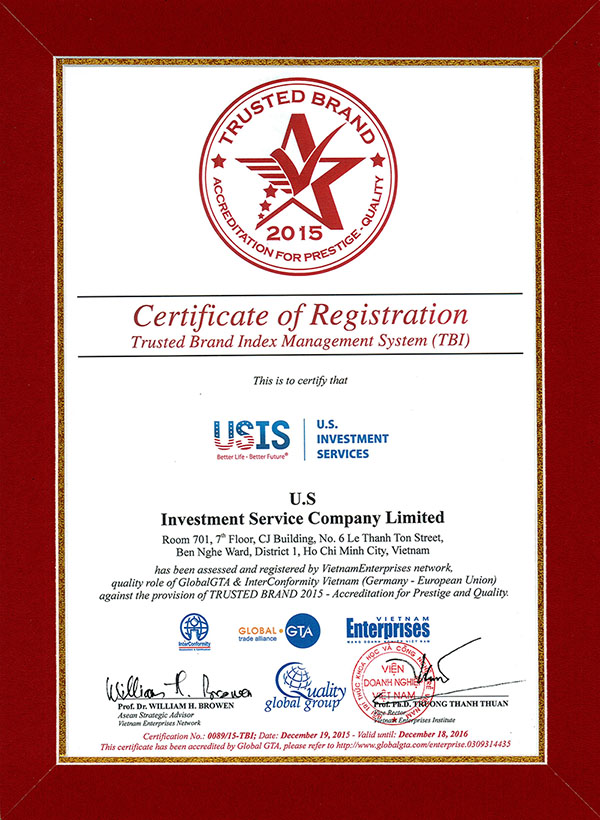 TRUSTED BRAND
ACCREDITATION FOR PRESTIGE - QUALITY
2015
Certificate of Registration
Trusted Brand Index Management System (TBI)
This is to certify that
USIS
Better Life - Better Future®
U.S.
INVESTMENT
SERVICES
U.S
Investment Service Company Limited
Room 701, 7th Floor, CJ Building, No. 6 Le Thanh Ton Street,
Ben Nghe Ward, District 1, Ho Chi Minh City, Vietnam
has been assessed and registered by VietnamEnterprises network,
quality role of GlobalGTA & InterConformity Vietnam (Germany - European Union)
against the provision of TRUSTED BRAND 2015 - Accreditation for Prestige and Quality.
InterConformity
GLOBAL
trade alliance
GTA
VIETNAM
Enterprises
Quality
global group
VIỆN
DOANH NGHIỆP
VIỆT NAM
William R. Browen
Prof. Dr. WILLIAM H. BROWEN
Asean Strategic Advisor
Vietnam Enterprises Network
Prof. Ph.D. TRUONG THANH THUAN
Vice-Rector
Vietnam Enterprises Institute
Certification No.: 0089/15-TBI; Date: December 19, 2015 - Valid until: December 18, 2016
This certificate has been accredited by Global GTA, please refer to http://www.globalgta.com/enterprise.0309314435